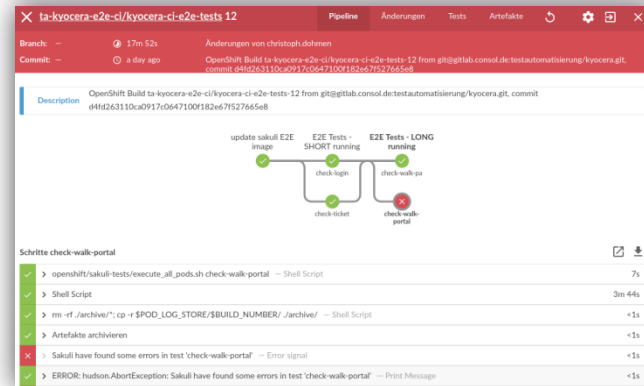 ta-kyocera-e2e-ci/kyocera-ci-e2e-tests 12 Pipeline Änderungen Tests Artefakte
Branch: — 17m 52s Änderungen von christoph.dohmen
Commit: — a day ago OpenShift Build ta-kyocera-e2e-ci/kyocera-ci-e2e-tests-12 from git@gitlab.consol.de:testautomatisierung/kyocera.git,
commit d4fd263110ca0917c0647100f182e67f527665e8
Description OpenShift Build ta-kyocera-e2e-ci/kyocera-ci-e2e-tests-12 from git@gitlab.consol.de:testautomatisierung/kyocera.git, commit
d4fd263110ca0917c0647100f182e67f527665e8
update sakuli E2E E2E Tests - E2E Tests - LONG
image SHORT running running
check-login check-walk-pa
check-ticket check-walk-
portal
Schritte check-walk-portal
openshift/sakuli-tests/execute_all_pods.sh check-walk-portal — Shell Script 7s
Shell Script 3m 44s
rm -rf ./archive/*; cp -r $POD_LOG_STORE/$BUILD_NUMBER/ ./archive/ — Shell Script <1s
Artefakte archivieren <1s
Sakuli have found some errors in test 'check-walk-portal' — Error signal <1s
ERROR: hudson.AbortException: Sakuli have found some errors in test 'check-walk-portal' — Print Message <1s